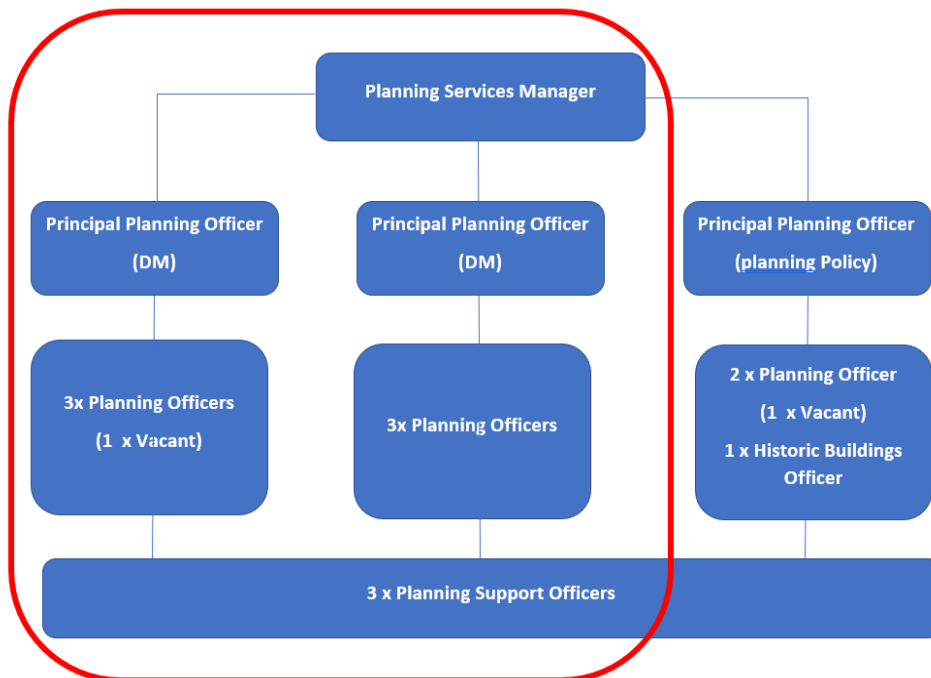 Planning Services Manager
Principal Planning Officer
(DM)
Principal Planning Officer
(DM)
Principal Planning Officer
(planning Policy)
3x Planning Officers
(1 x Vacant)
3x Planning Officers
2 x Planning Officer
(1 x Vacant)
1 x Historic Buildings
Officer
3 x Planning Support Officers